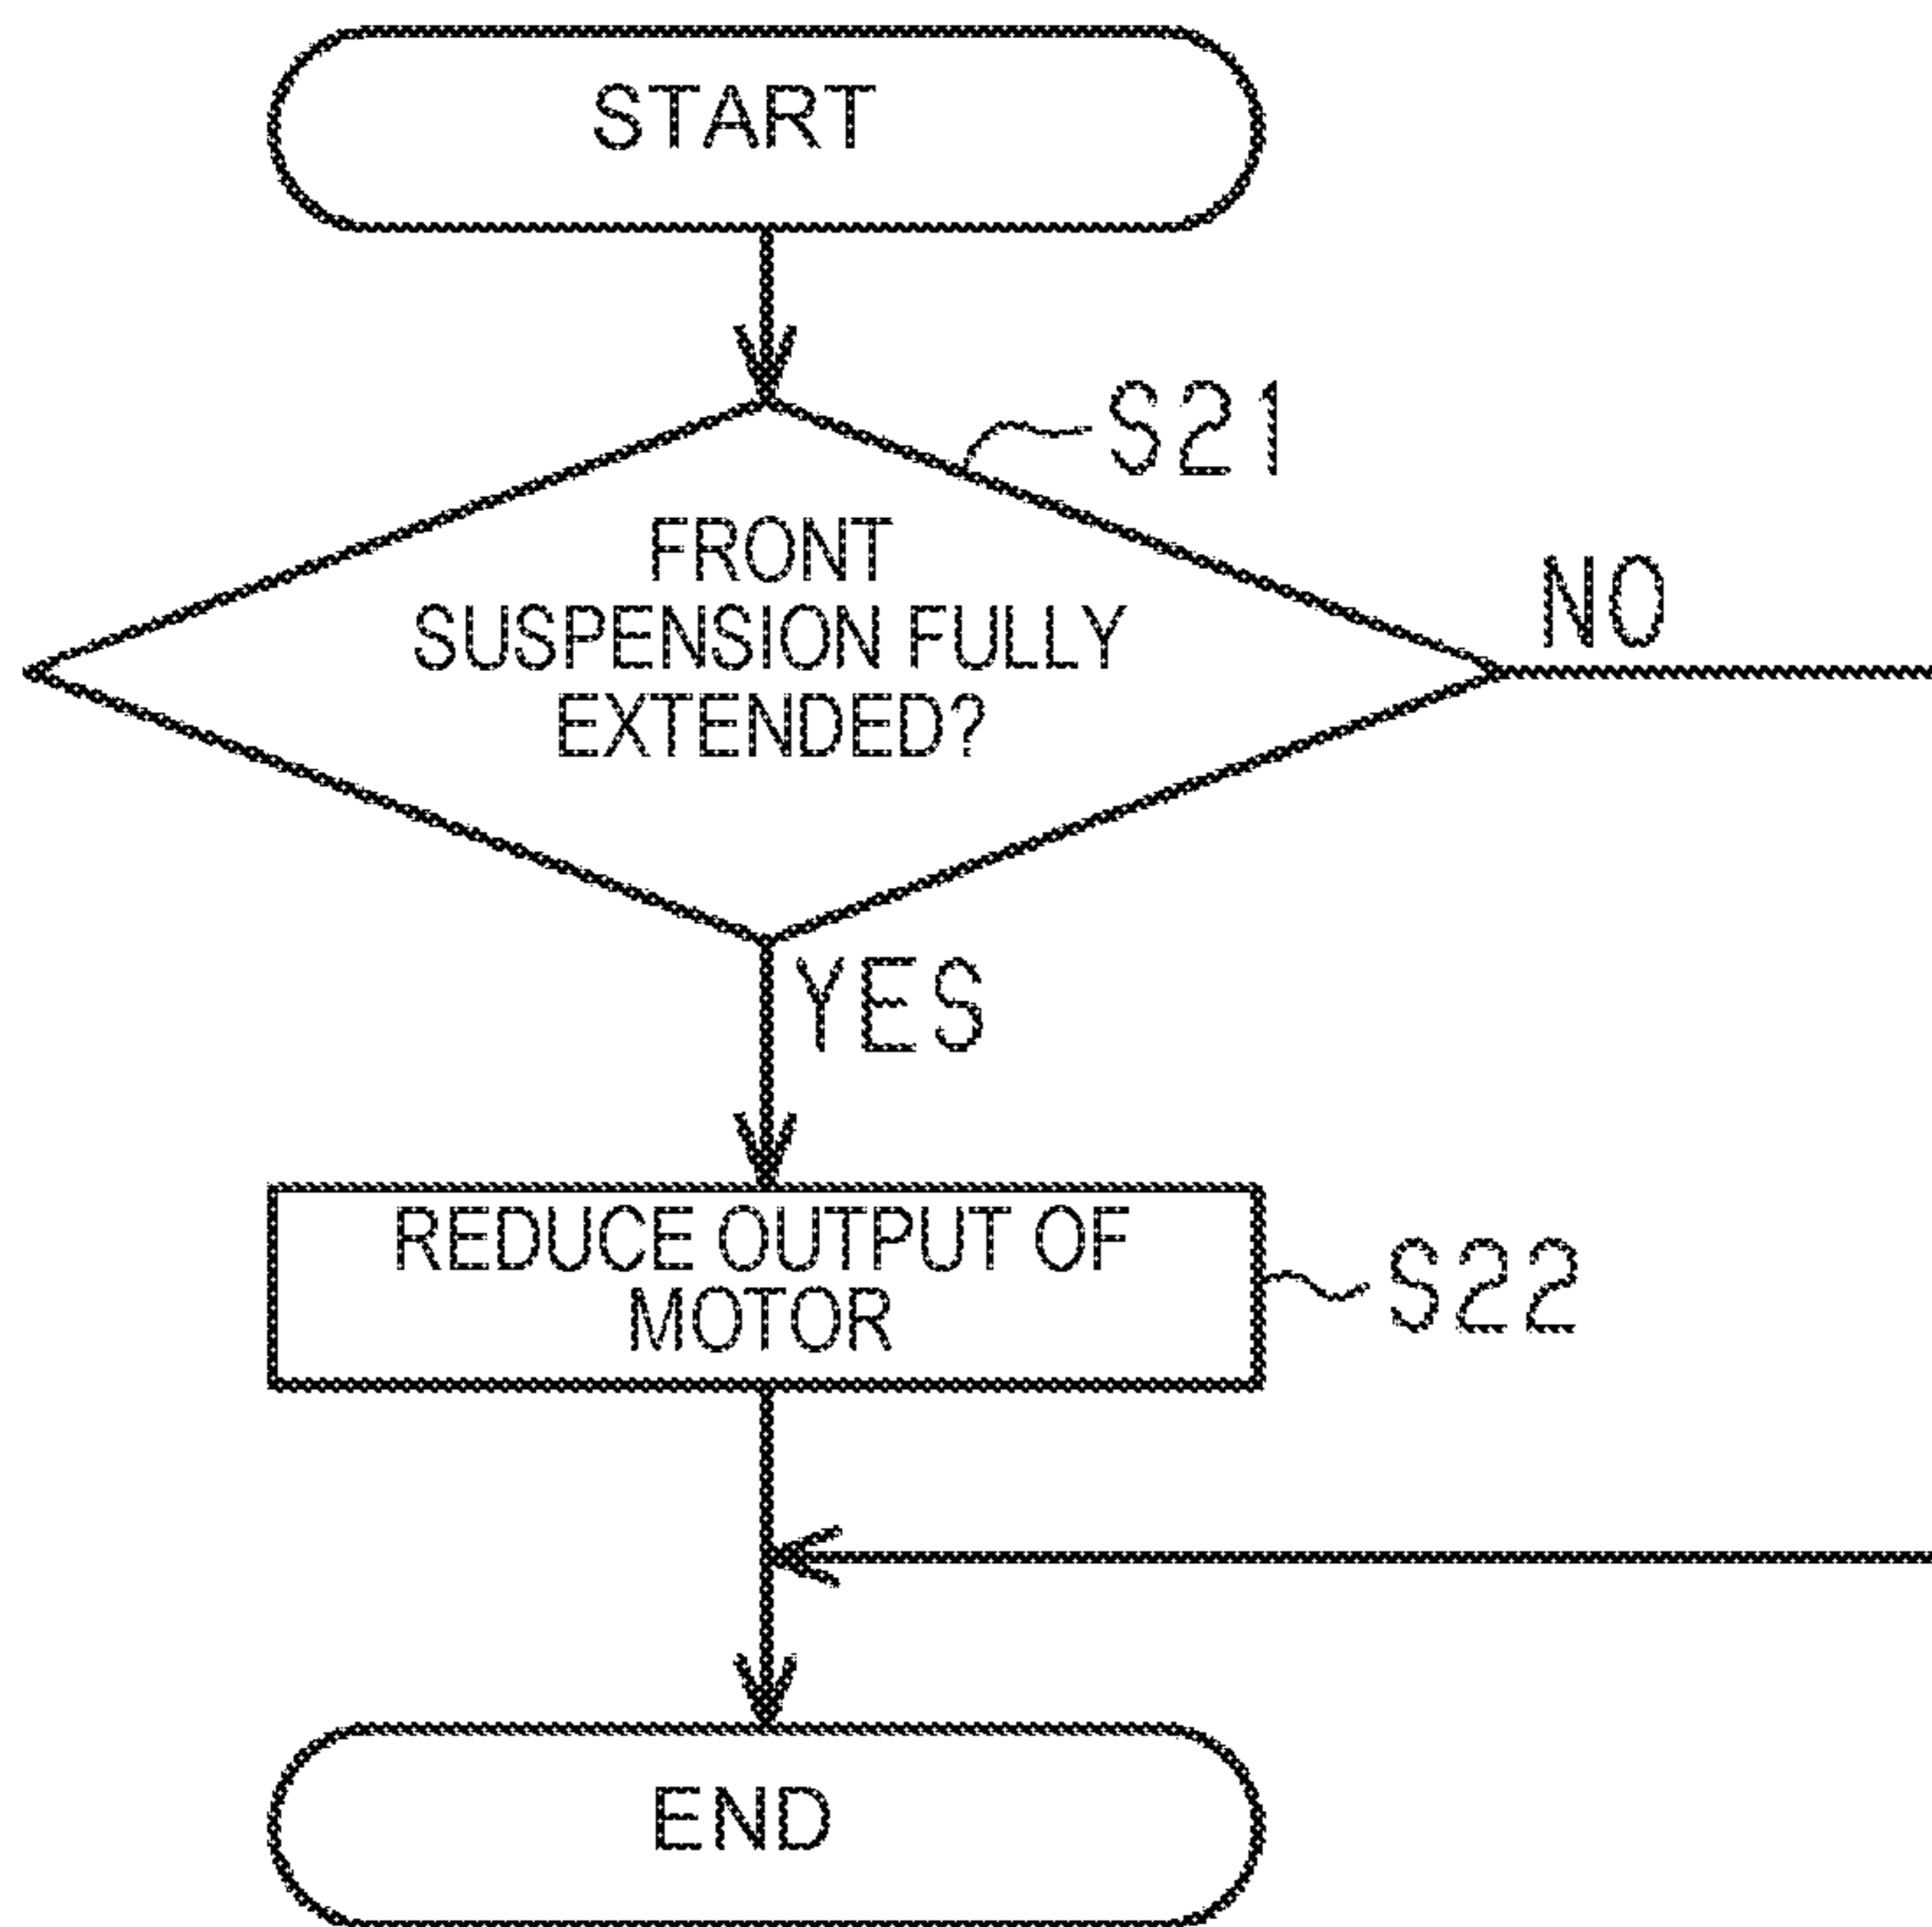 START
S21
FRONT
SUSPENSION FULLY
EXTENDED?
NO
YES
REDUCE OUTPUT OF
MOTOR
S22
END